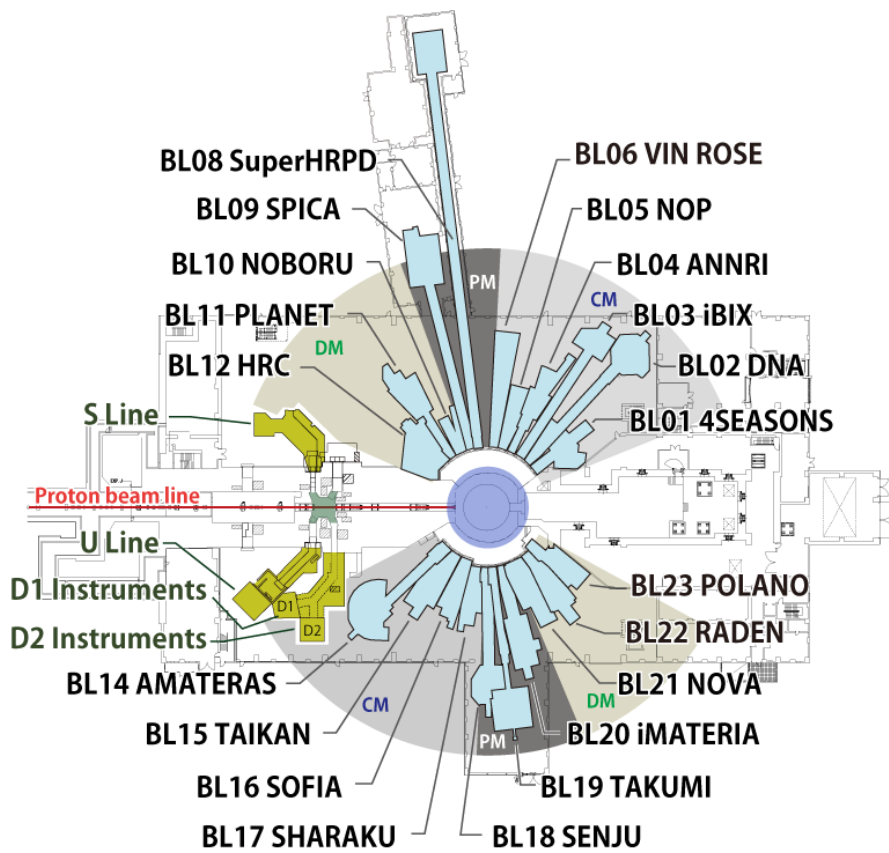 BL08 SuperHRPD
BL06 VIN ROSE
BL09 SPICA
BL05 NOP
BL10 NOBORU
PM
BL04 ANNRI
CM
BL11 PLANET
BL03 iBIX
DM
BL12 HRC
BL02 DNA
S Line
BL01 4SEASONS
Proton beam line
U Line
D1 Instruments
D1
D2 Instruments
D2
BL23 POLANO
BL22 RADEN
BL14 AMATERAS
BL21 NOVA
CM
DM
BL15 TAIKAN
PM
BL20 iMATERIA
BL16 SOFIA
BL19 TAKUMI
BL17 SHARAKU
BL18 SENJU